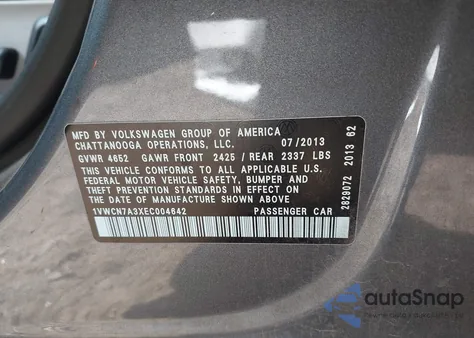 MFD BY VOLKSWAGEN GROUP OF AMERICA
CHATTANOOGA OPERATIONS, LLC. 07/2013
GVWR 4652 GAWR FRONT 2425 / REAR 2337 LBS
THIS VEHICLE CONFORMS TO ALL APPLICABLE U.S.
FEDERAL MOTOR VEHICLE SAFETY, BUMPER AND
THEFT PREVENTION STANDARDS IN EFFECT ON THE
DATE OF MANUFACTURE SHOWN ABOVE
1VWCN7A3XEC004642 PASSENGER CAR
2829072 2013 62
autoSnap